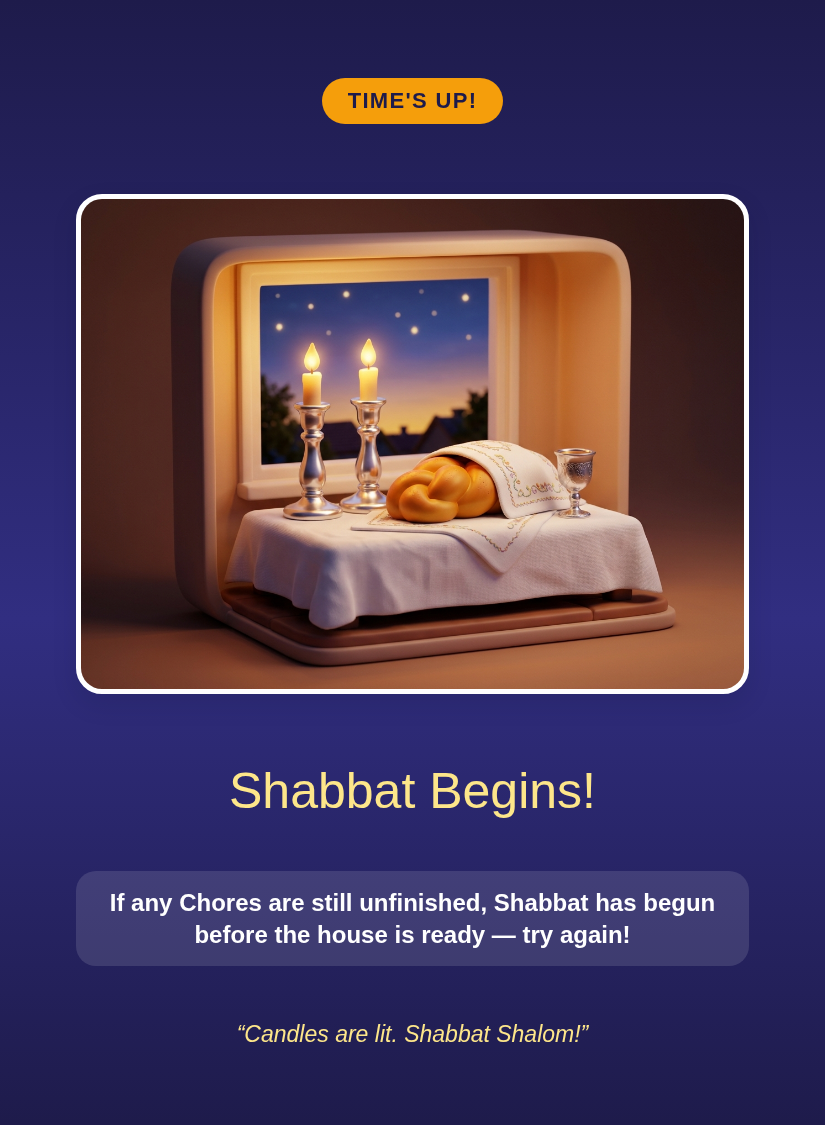 TIME'S UP!
Shabbat Begins!
If any Chores are still unfinished, Shabbat has begun
before the house is ready — try again!
“Candles are lit. Shabbat Shalom!”